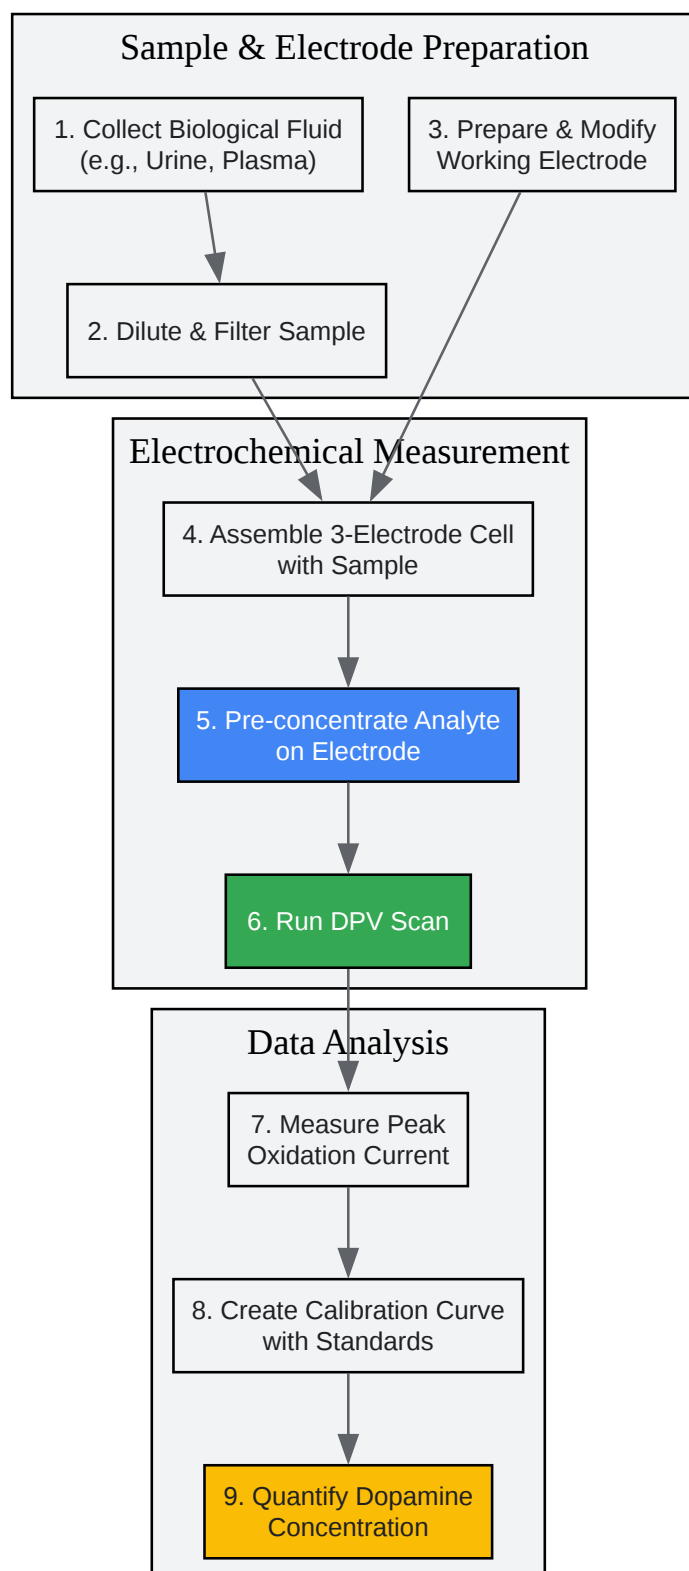 Sample & Electrode Preparation
1. Collect Biological Fluid
(e.g., Urine, Plasma)
3. Prepare & Modify
Working Electrode
2. Dilute & Filter Sample
Electrochemical Measurement
4. Assemble 3-Electrode Cell
with Sample
5. Pre-concentrate Analyte
on Electrode
6. Run DPV Scan
Data Analysis
7. Measure Peak
Oxidation Current
8. Create Calibration Curve
with Standards
9. Quantify Dopamine
Concentration